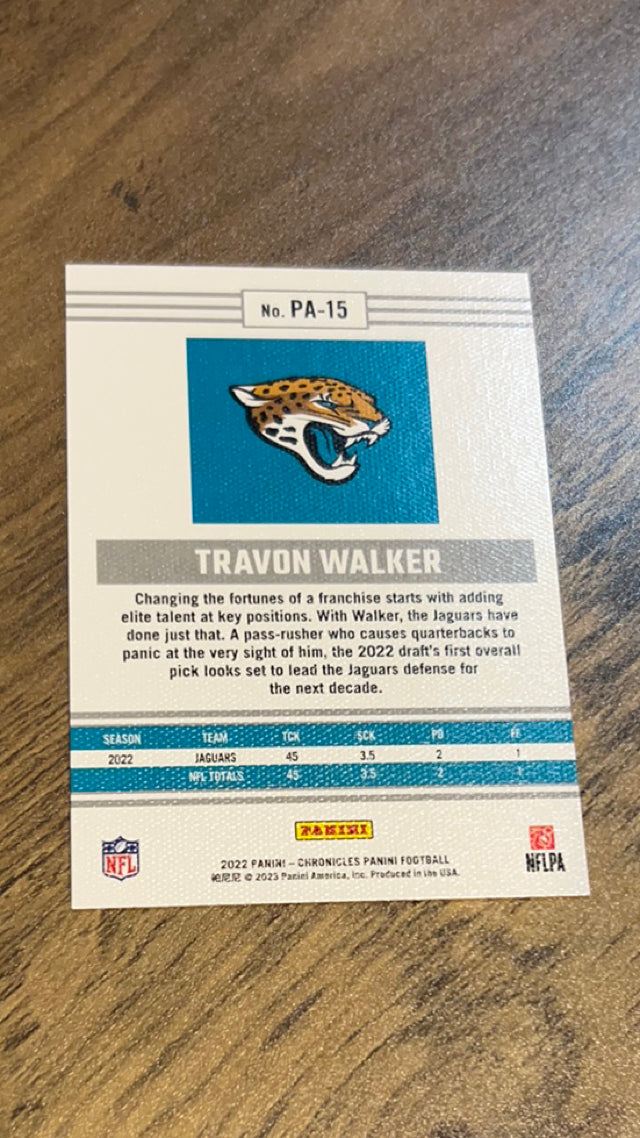 No. PA-15
TRAVON WALKER
Changing the fortunes of a franchise starts with adding
elite talent at key positions. With Walker, the Jaguars have
done just that. A pass-rusher who causes quarterbacks to
panic at the very sight of him, the 2022 draft's first overall
pick looks set to lead the Jaguars defense for
the next decade.
SEASON TEAM TCK SCK PD FF
2022 JAGUARS 45 3.5 2 1
NFL TOTALS 45 3.5 2 1
PANINI
NFL
NFLPA
2022 PANINI – CHRONICLES PANINI FOOTBALL
帕尼尼 © 2023 Panini America, Inc. Produced in the USA.